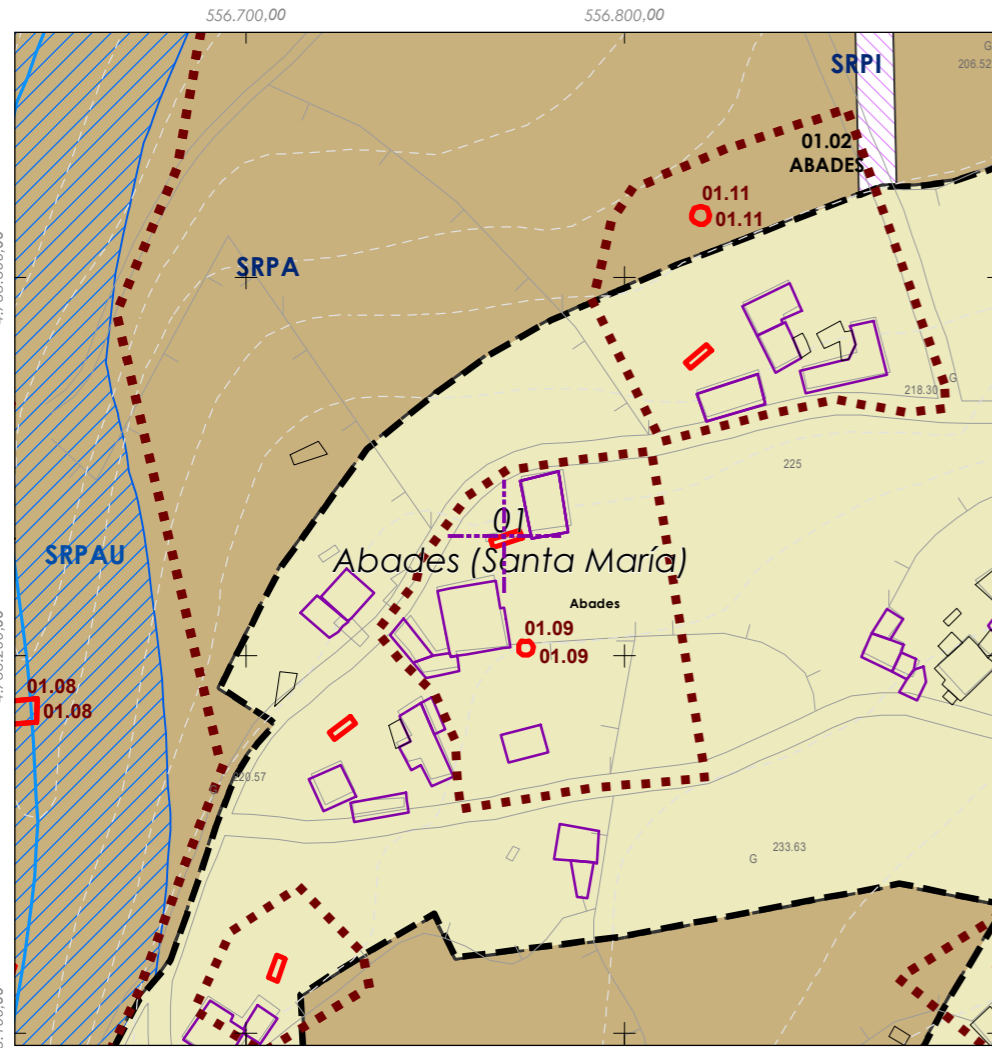 556.700,00
556.800,00
SRPI
G
206.52
01.02
ABADES
01.11
01.11
SRPA
218.30
G
225
01
Abades (Santa María)
SRPAU
Abades
01.09
01.09
01.08
01.08
220.57
G
233.63
G